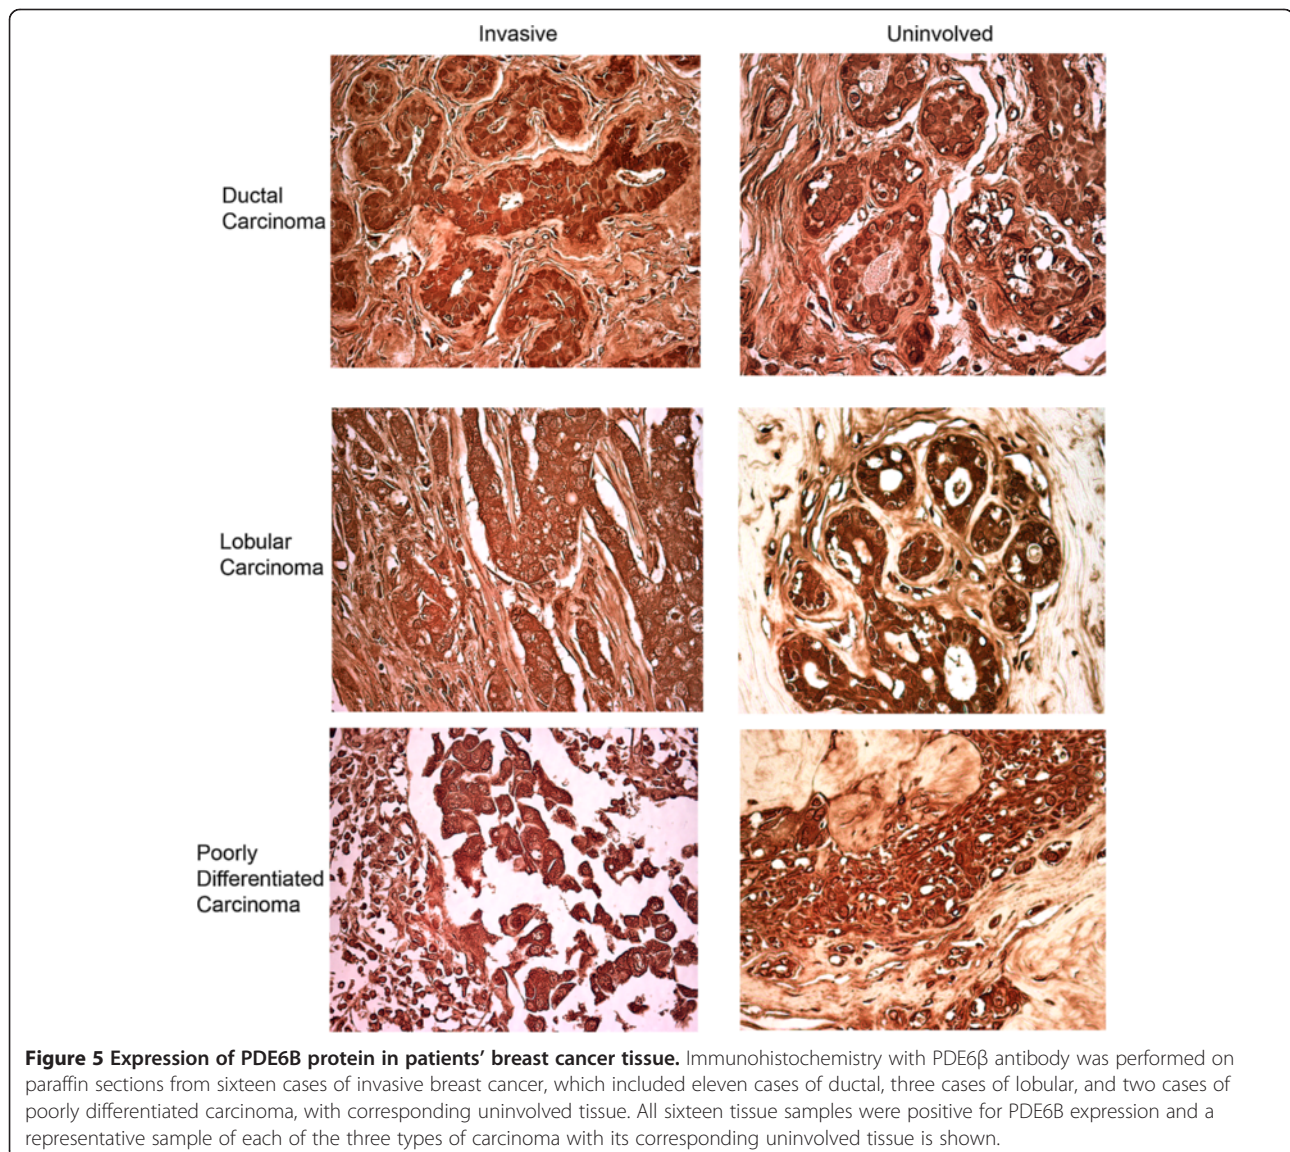 Invasive
Uninvolved
Ductal
Carcinoma
Lobular
Carcinoma
Poorly
Differentiated
Carcinoma
Figure 5 Expression of PDE6B protein in patients’ breast cancer tissue. Immunohistochemistry with PDE6β antibody was performed on
paraffin sections from sixteen cases of invasive breast cancer, which included eleven cases of ductal, three cases of lobular, and two cases of
poorly differentiated carcinoma, with corresponding uninvolved tissue. All sixteen tissue samples were positive for PDE6B expression and a
representative sample of each of the three types of carcinoma with its corresponding uninvolved tissue is shown.